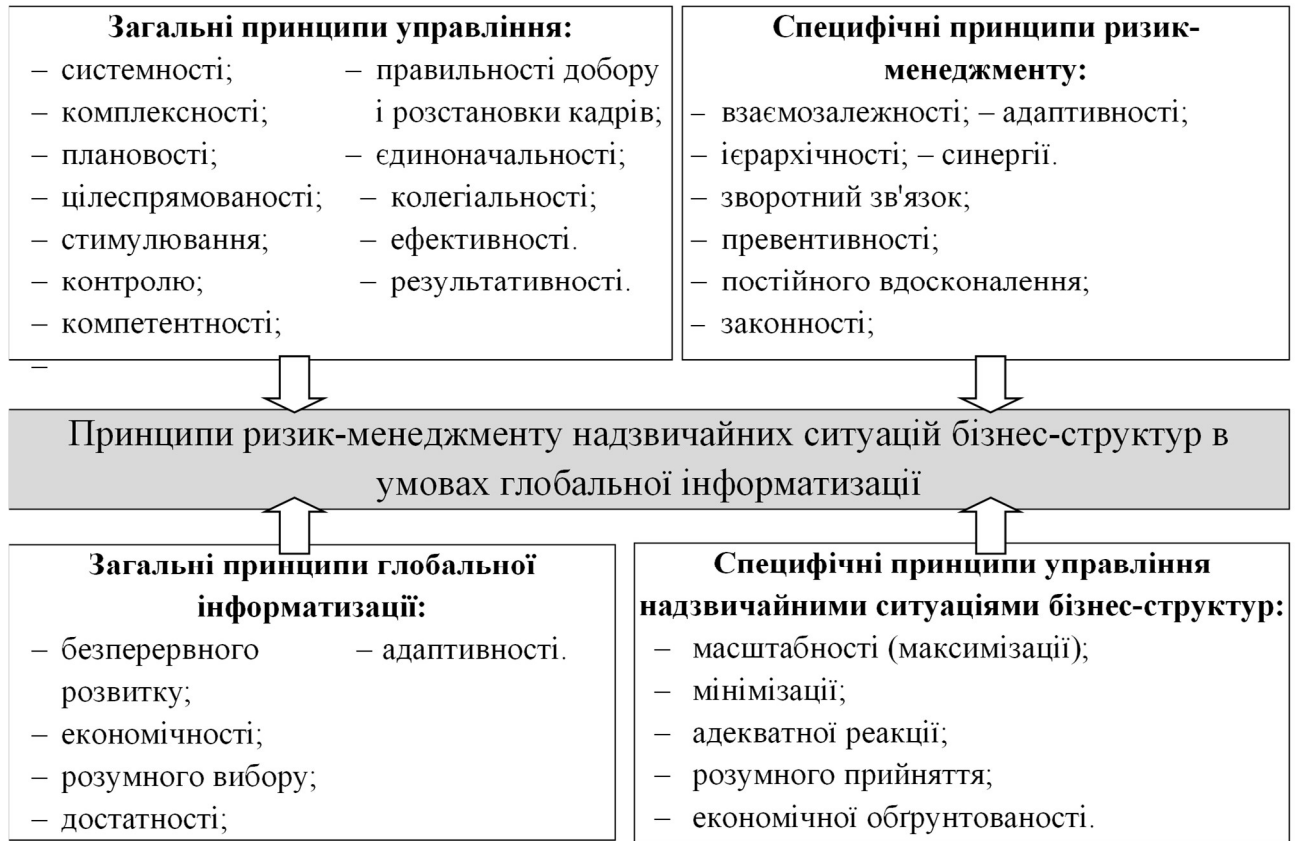 Загальні принципи управління:
– системності;
– комплексності;
– плановості;
– цілеспрямованості;
– стимулювання;
– контролю;
– компетентності;
–
– правильності добору
і розстановки кадрів;
– єдиноначальності;
– колегіальності;
– ефективності.
– результативності.
Специфічні принципи ризик-
менеджменту:
– взаємозалежності; – адаптивності;
– ієрархічності; – синергії.
– зворотний зв'язок;
– превентивності;
– постійного вдосконалення;
– законності;
Принципи ризик-менеджменту надзвичайних ситуацій бізнес-структур в
умовах глобальної інформатизації
Загальні принципи глобальної
інформатизації:
– безперервного
розвитку;
– економічності;
– розумного вибору;
– достатності;
– адаптивності.
Специфічні принципи управління
надзвичайними ситуаціями бізнес-структур:
– масштабності (максимізації);
– мінімізації;
– адекватної реакції;
– розумного прийняття;
– економічної обґрунтованості.